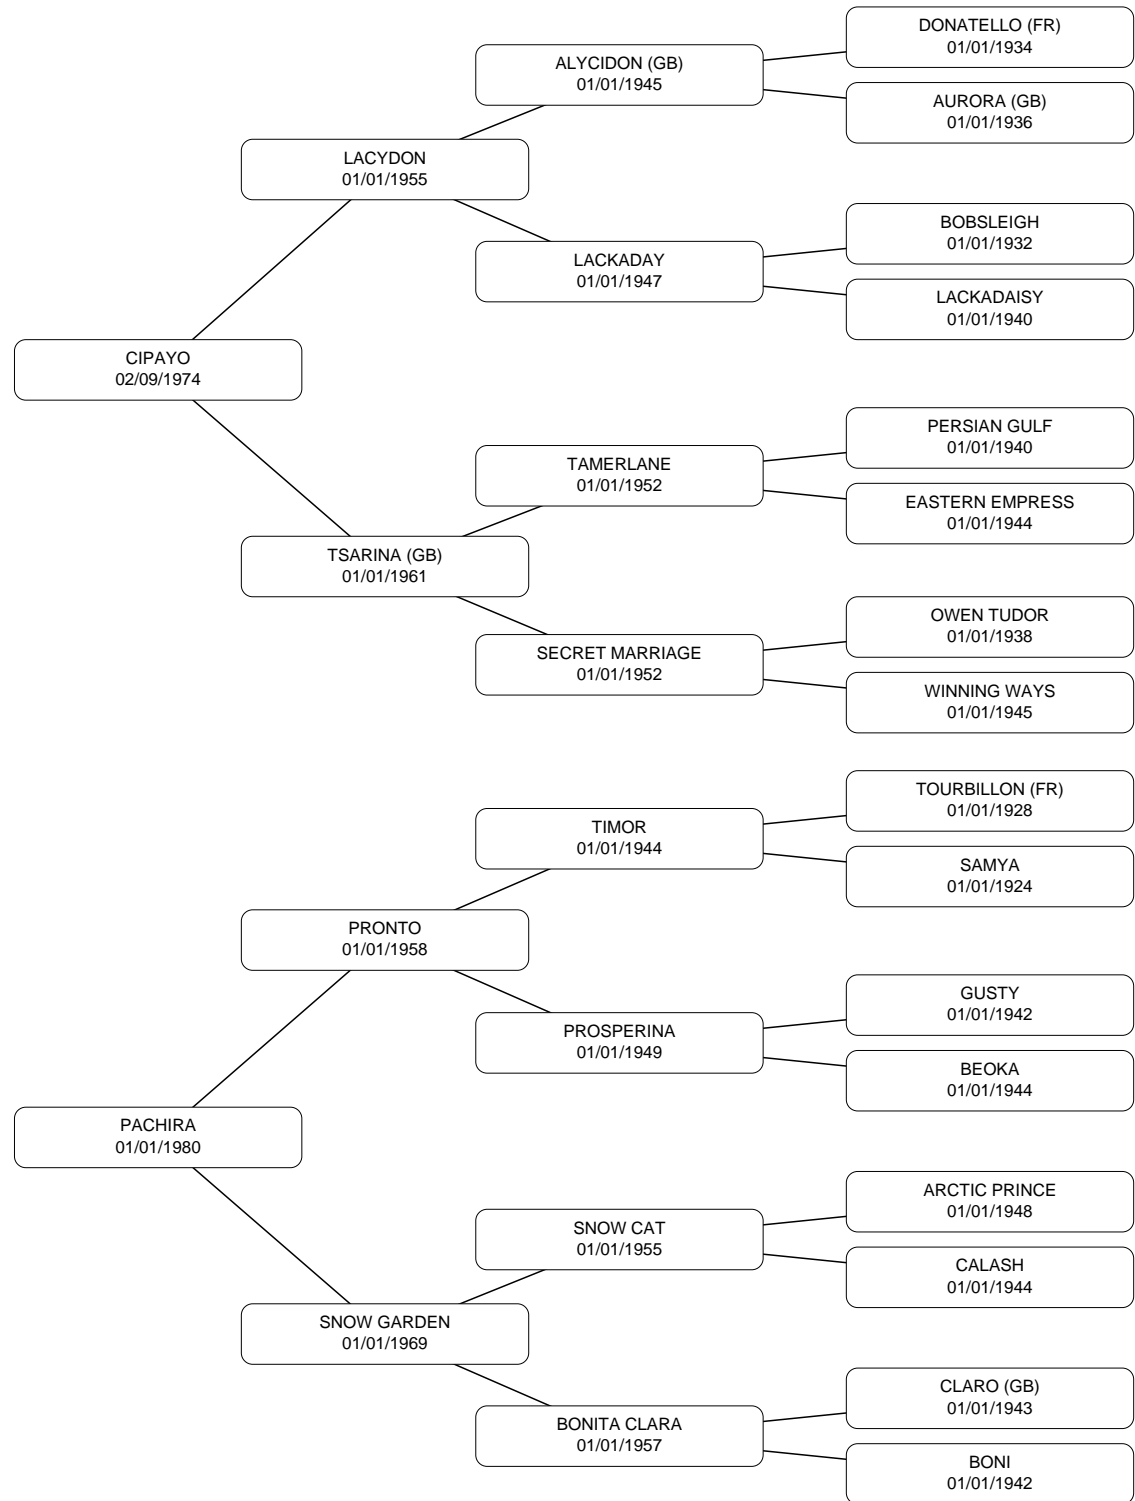 DONATELLO (FR)
01/01/1934
ALYCIDON (GB)
01/01/1945
AURORA (GB)
01/01/1936
LACYDON
01/01/1955
BOBSLEIGH
01/01/1932
LACKADAY
01/01/1947
LACKADAISY
01/01/1940
CIPAYO
02/09/1974
PERSIAN GULF
01/01/1940
TAMERLANE
01/01/1952
EASTERN EMPRESS
01/01/1944
TSARINA (GB)
01/01/1961
OWEN TUDOR
01/01/1938
SECRET MARRIAGE
01/01/1952
WINNING WAYS
01/01/1945
TOURBILLON (FR)
01/01/1928
TIMOR
01/01/1944
SAMYA
01/01/1924
PRONTO
01/01/1958
GUSTY
01/01/1942
PROSPERINA
01/01/1949
BEOKA
01/01/1944
PACHIRA
01/01/1980
ARCTIC PRINCE
01/01/1948
SNOW CAT
01/01/1955
CALASH
01/01/1944
SNOW GARDEN
01/01/1969
CLARO (GB)
01/01/1943
BONITA CLARA
01/01/1957
BONI
01/01/1942